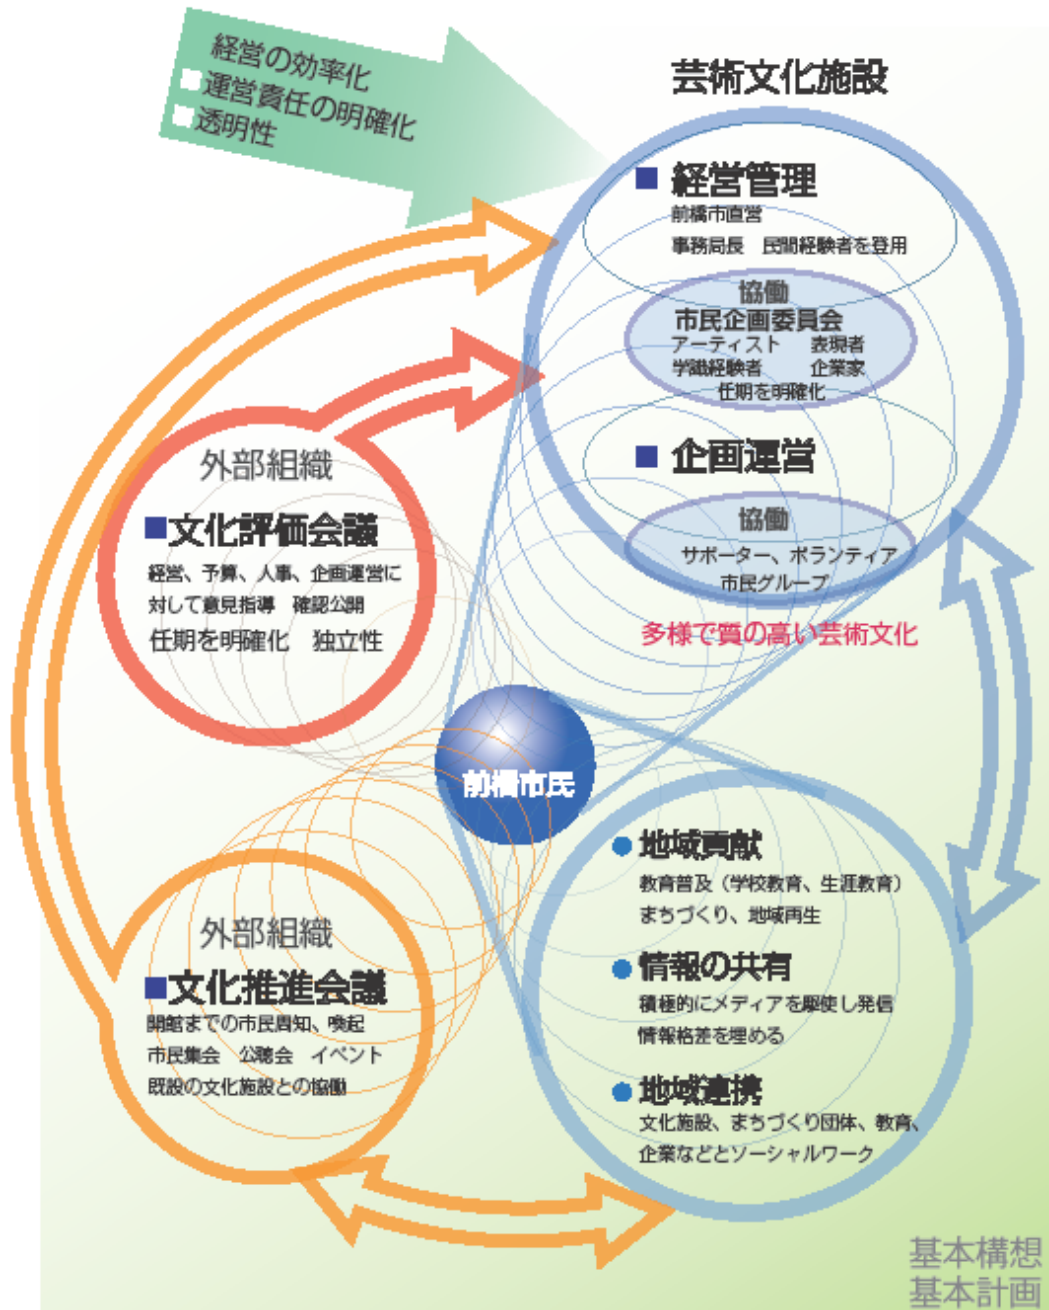 経営の効率化
運営責任の明確化
透明性
芸術文化施設
経営管理
前橋市直営
事務局長　民間経験者を登用
協働
市民企画委員会
アーティスト　表現者
学識経験者　企業家
任期を明確化
企画運営
協働
サポーター、ボランティア
市民グループ
多様で質の高い芸術文化
外部組織
文化評価会議
経営、予算、人事、企画運営に
対して意見指導　確認公開
任期を明確化　独立性
前橋市民
外部組織
文化推進会議
開館までの市民周知、喚起
市民集会　公聴会　イベント
既設の文化施設との協働
地域貢献
教育普及（学校教育、生涯教育）
まちづくり、地域再生
情報の共有
積極的にメディアを駆使し発信
情報格差を埋める
地域連携
文化施設、まちづくり団体、教育、
企業などとソーシャルワーク
基本構想
基本計画